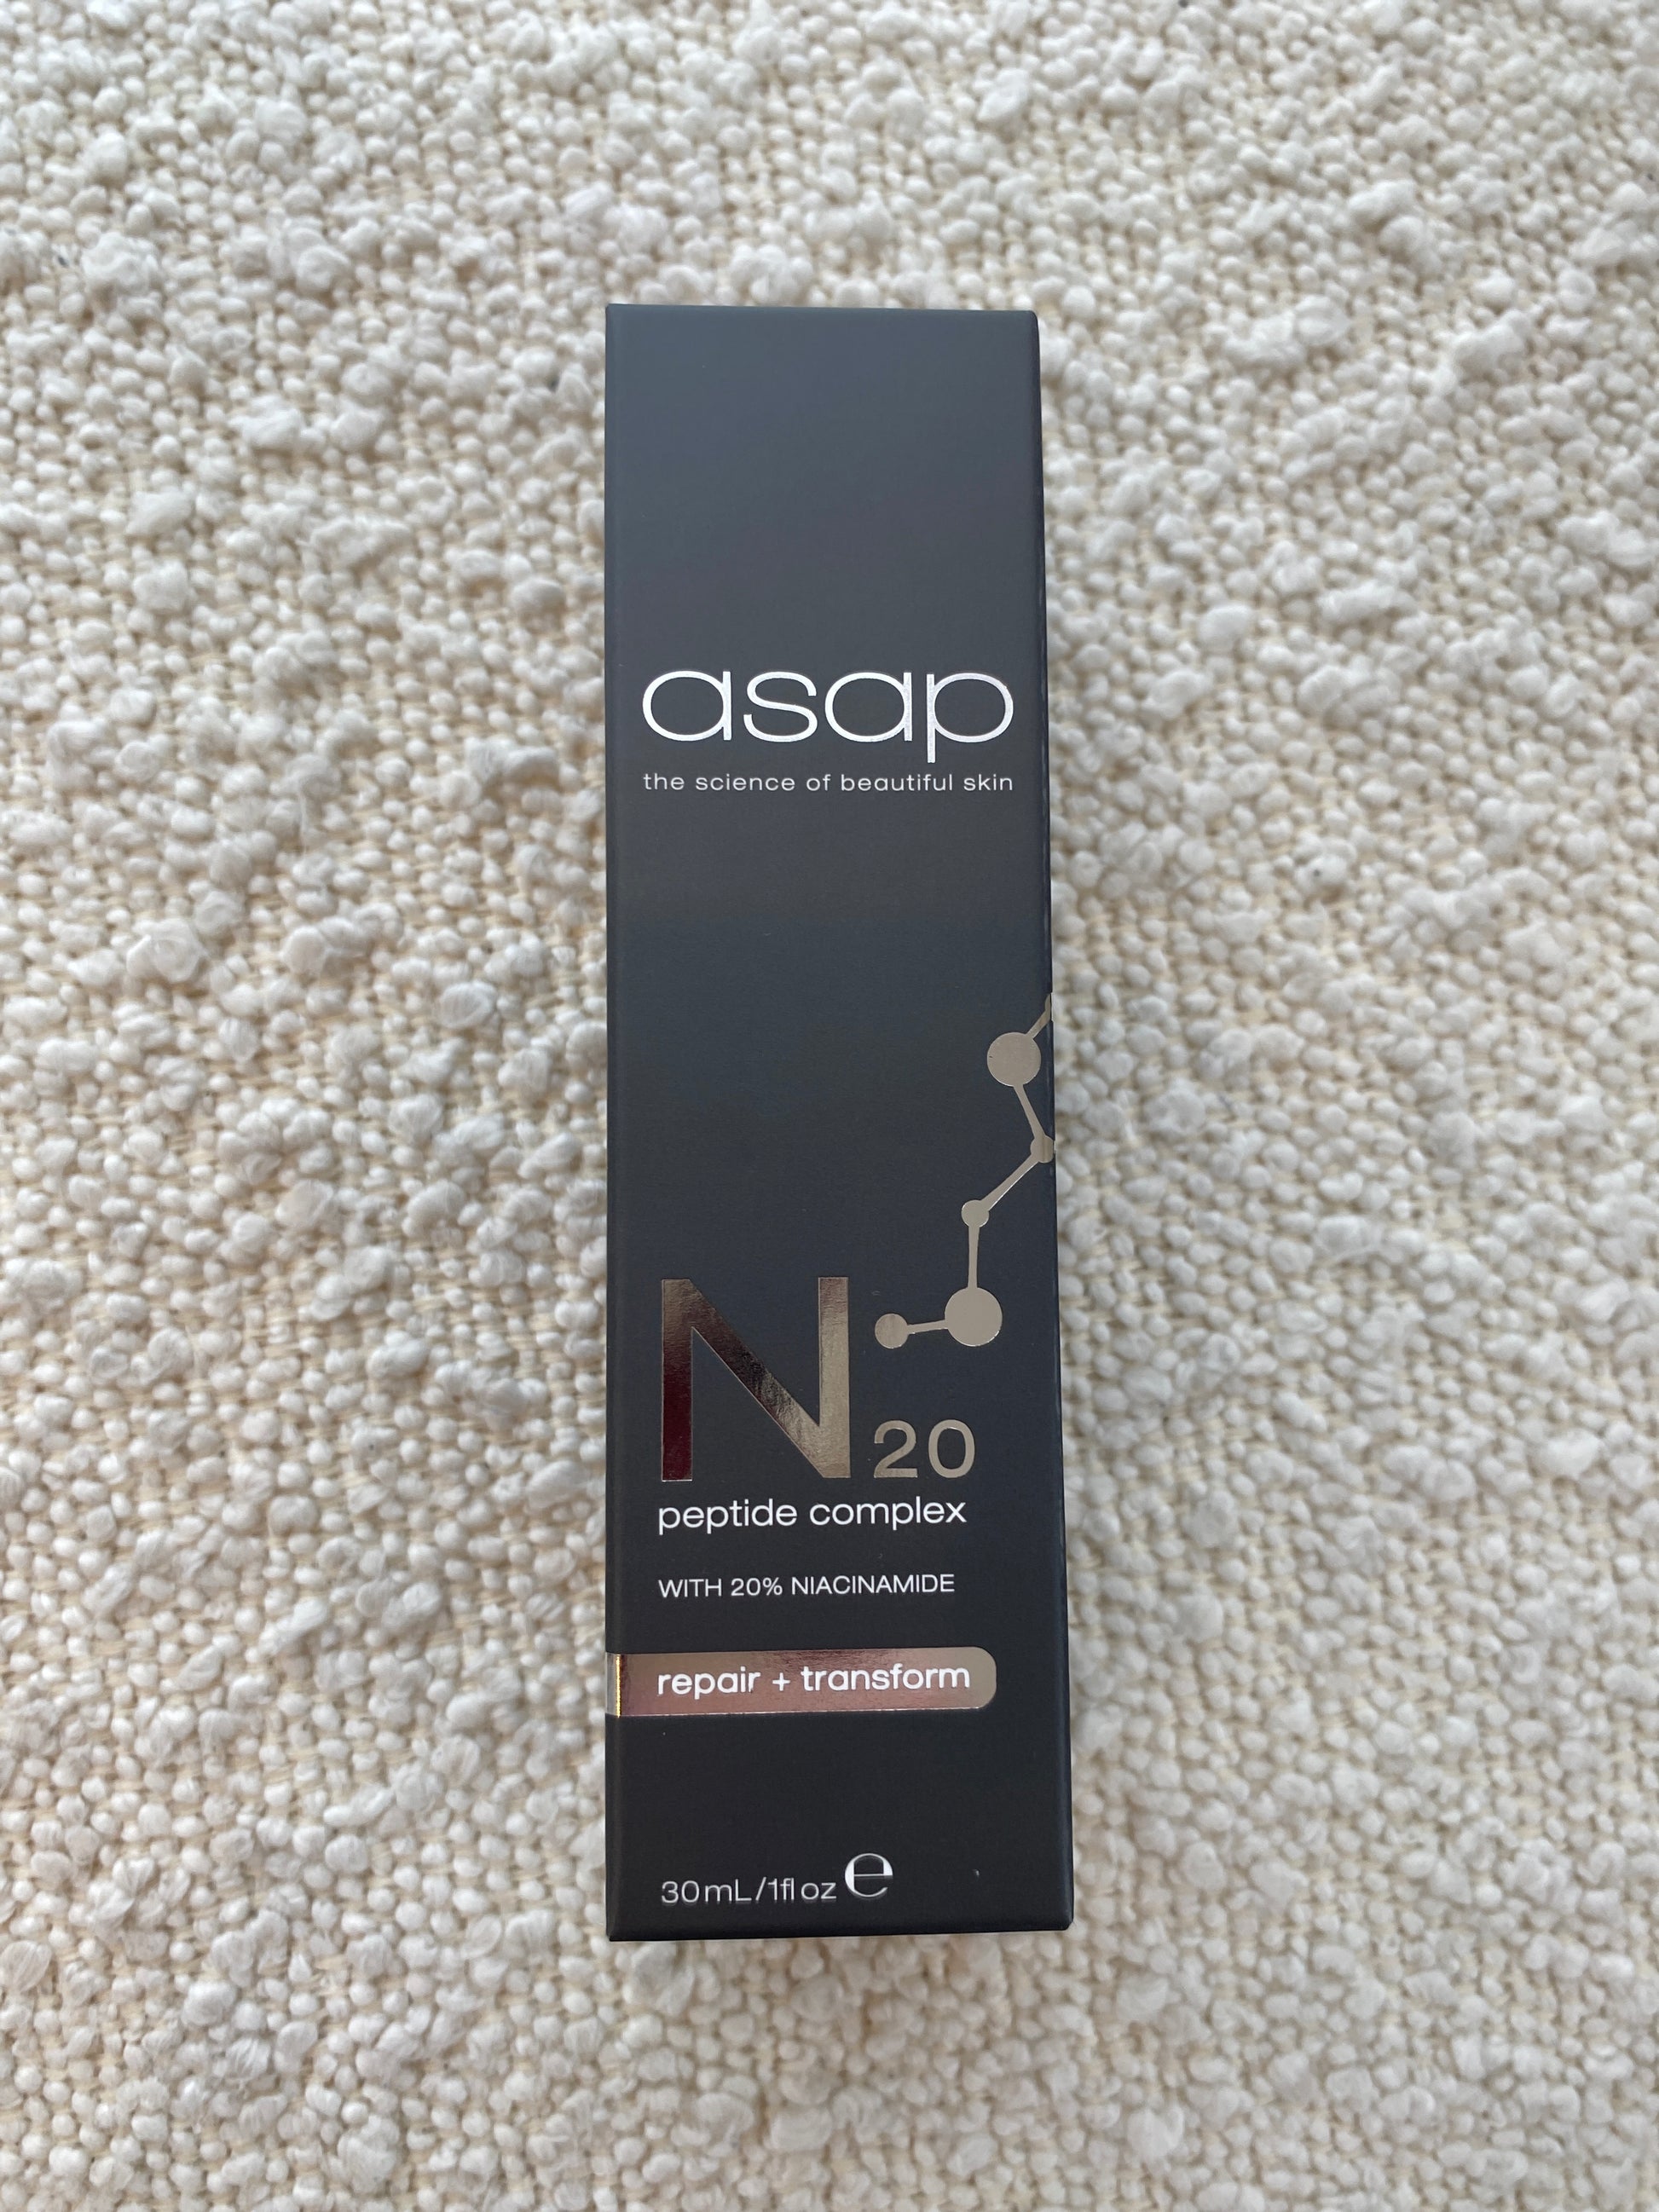 asap
the science of beautiful skin
N20
peptide complex
WITH 20% NIACINAMIDE
repair + transform
30mL/1fl oz e